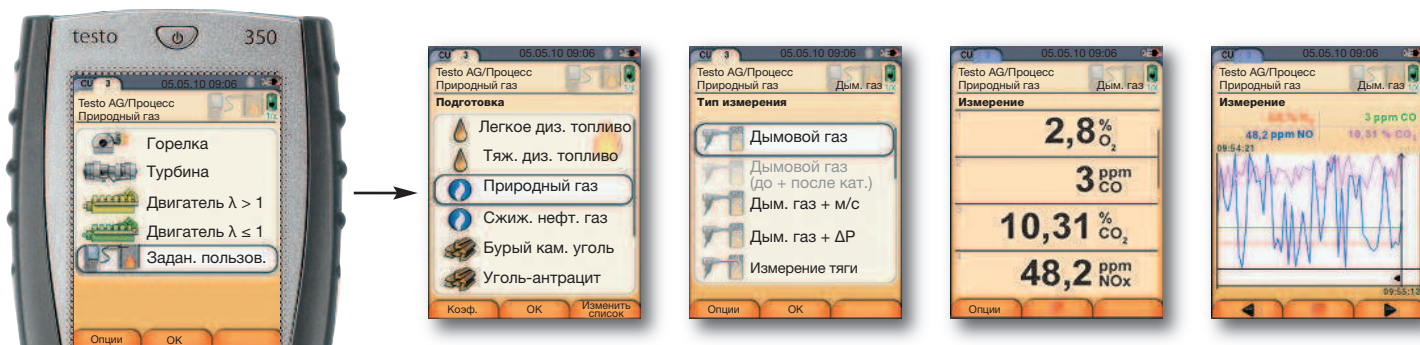 testo 350
CU 3 05.05.10 09:06
Testo AG/Процесс
Природный газ
1/x
Горелка
Турбина
Двигатель λ > 1
Двигатель λ ≤ 1
Задан. пользов.
Опции OK
CU 3 05.05.10 09:06
Testo AG/Процесс
Природный газ
1/x
Подготовка
Легкое диз. топливо
Тяж. диз. топливо
Природный газ
Сжиж. нефт. газ
Бурый кам. уголь
Уголь-антрацит
Коэф. OK Изменить
список
CU 3 05.05.10 09:06
Testo AG/Процесс
Природный газ Дым. газ
1/x
Тип измерения
Дымовой газ
Дымовой газ
(до + после кат.)
Дым. газ + м/с
Дым. газ + ΔP
Измерение тяги
Опции OK
CU 3 05.05.10 09:06
Testo AG/Процесс
Природный газ Дым. газ
1/x
Измерение
2,8 % O₂
3 ppm CO
10,31 % CO₂
48,2 ppm NOx
Опции
CU 3 05.05.10 09:06
Testo AG/Процесс
Природный газ Дым. газ
1/x
Измерение
3 ppm CO
48,2 ppm NO 10,31 % CO₂
09:54:21
09:55:13